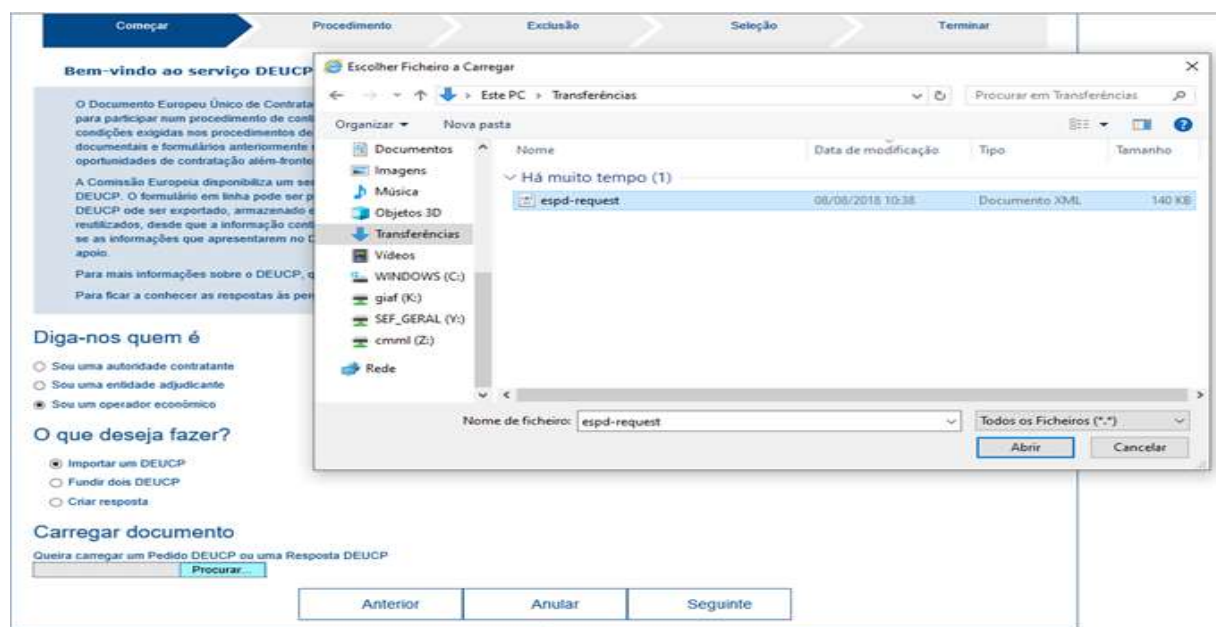 Começar
Procedimento
Exclusão
Seleção
Terminar
Bem-vindo ao serviço DEUCP
O Documento Europeu Único de Contrata
para participar num procedimento de cont
condições exigidas nos procedimentos de
documentais e formulários anteriormente
oportunidades de contratação além-fronte
A Comissão Europeia disponibiliza um ser
DEUCP. O formulário em linha pode ser p
DEUCP ode ser exportado, armazenado e
reutilizados, desde que a informação cont
se as informações que apresentarem no D
apoio.
Para mais informações sobre o DEUCP, q
Para ficar a conhecer as respostas às per
Diga-nos quem é
Sou uma autoridade contratante
Sou uma entidade adjudicante
Sou um operador económico
O que deseja fazer?
Importar um DEUCP
Fundir dois DEUCP
Criar resposta
Carregar documento
Queira carregar um Pedido DEUCP ou uma Resposta DEUCP
Procurar...
Anterior
Anular
Seguinte
Escolher Ficheiro a Carregar
Este PC > Transferências
Procurar em Transferências
Organizar
Nova pasta
Documentos
Imagens
Música
Objetos 3D
Transferências
Vídeos
WINDOWS (C:)
giaf (K:)
SEF_GERAL (Y:)
cmml (Z:)
Rede
Nome
Data de modificação
Tipo
Tamanho
Há muito tempo (1)
espd-request
08/08/2018 10:38
Documento XML
140 KB
Nome de ficheiro: espd-request
Todos os Ficheiros (*.*)
Abrir
Cancelar